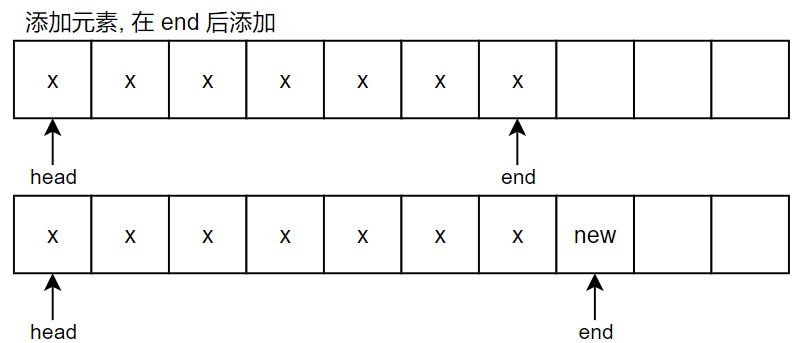 添加元素, 在 end 后添加
x x x x x x x
head end
x x x x x x x new
head end